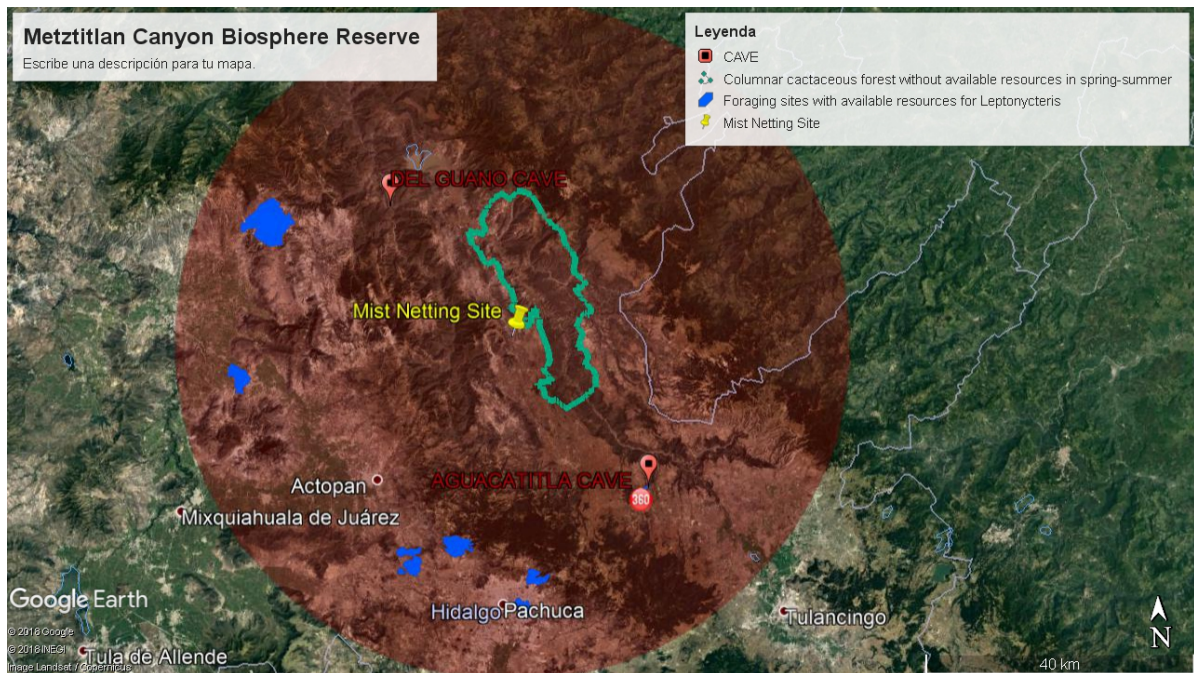 Metztitlan Canyon Biosphere Reserve
Escribe una descripción para tu mapa.
Leyenda
CAVE
Columnar cactaceous forest without available resources in spring-summer
Foraging sites with available resources for Leptonycteris
Mist Netting Site
DEL GUANO CAVE
Mist Netting Site
AGUACATITLA CAVE
360
Actopan
Mixquiahuala de Juárez
Hidalgo Pachuca
Tulancingo
Tula de Allende
Google Earth
© 2018 Google
© 2018 INEGI
Image Landsat / Copernicus
N
40 km